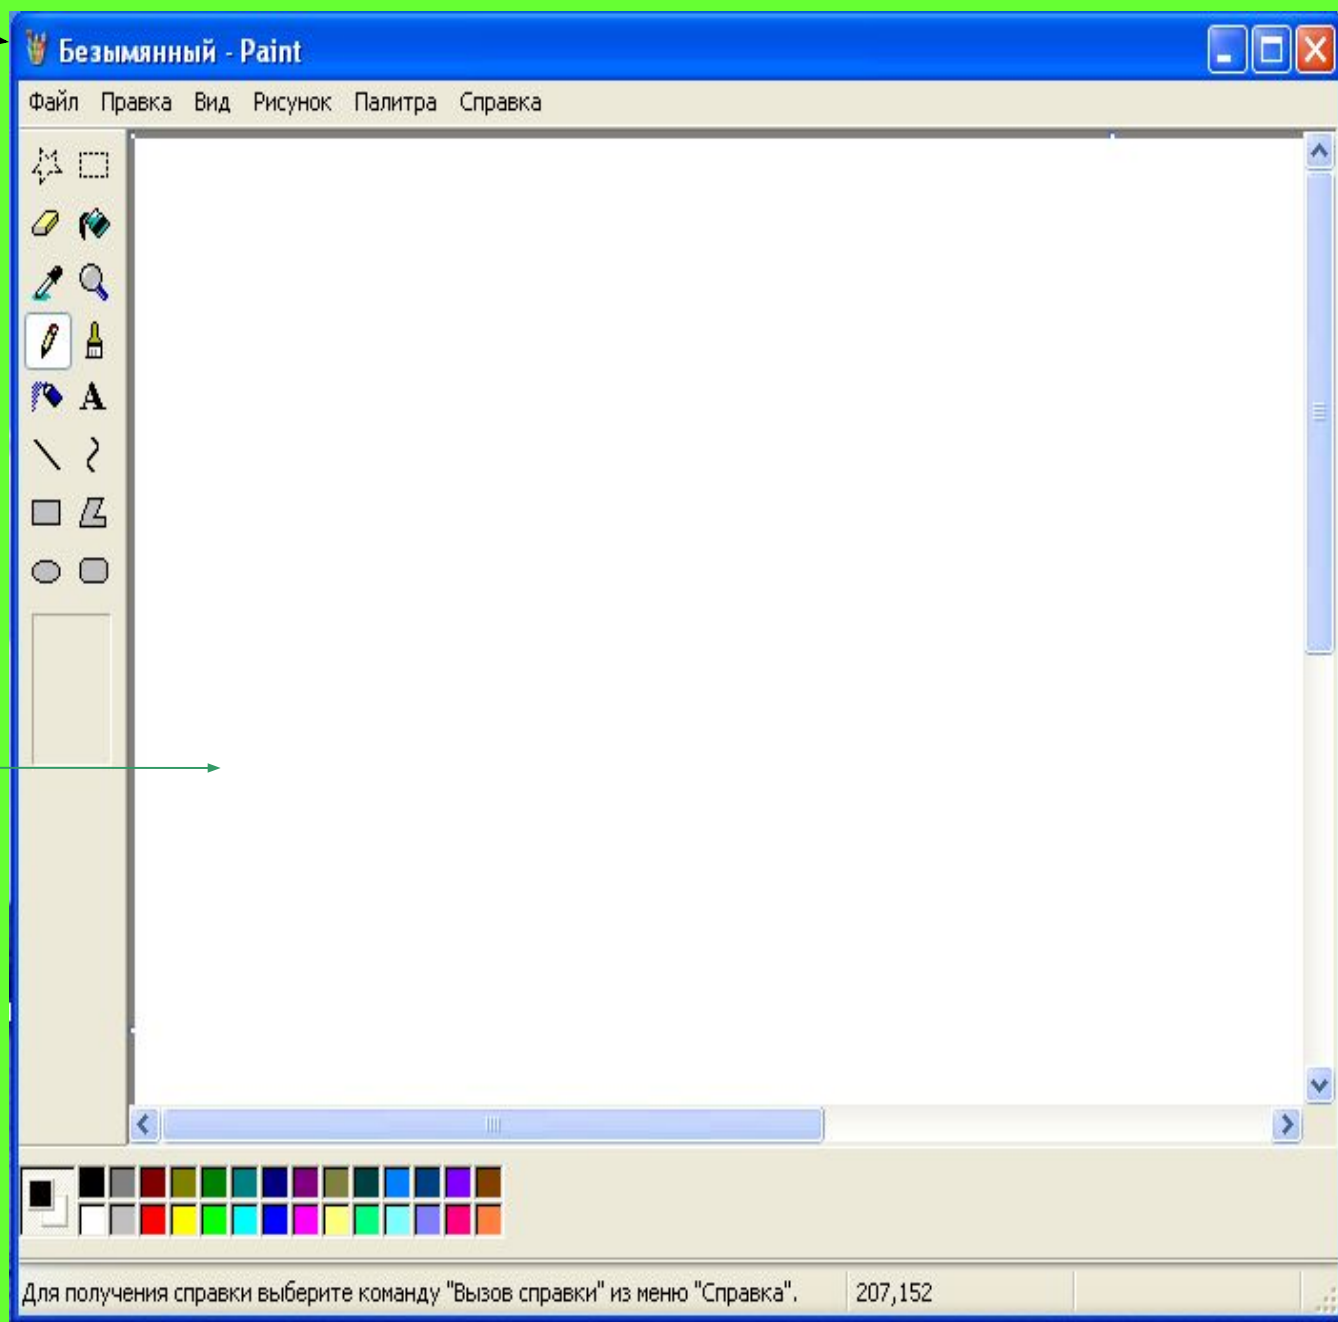 Безымянный - Paint
Файл Правка Вид Рисунок Палитра Справка
A
Для получения справки выберите команду "Вызов справки" из меню "Справка".
207,152